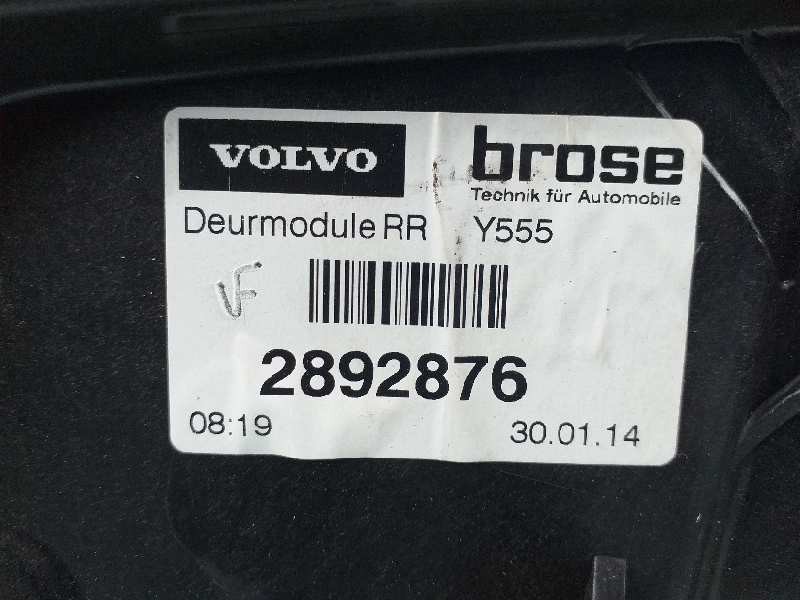 VOLVO
brose
Technik für Automobile
Deurmodule RR Y555
VF
2892876
08:19 30.01.14